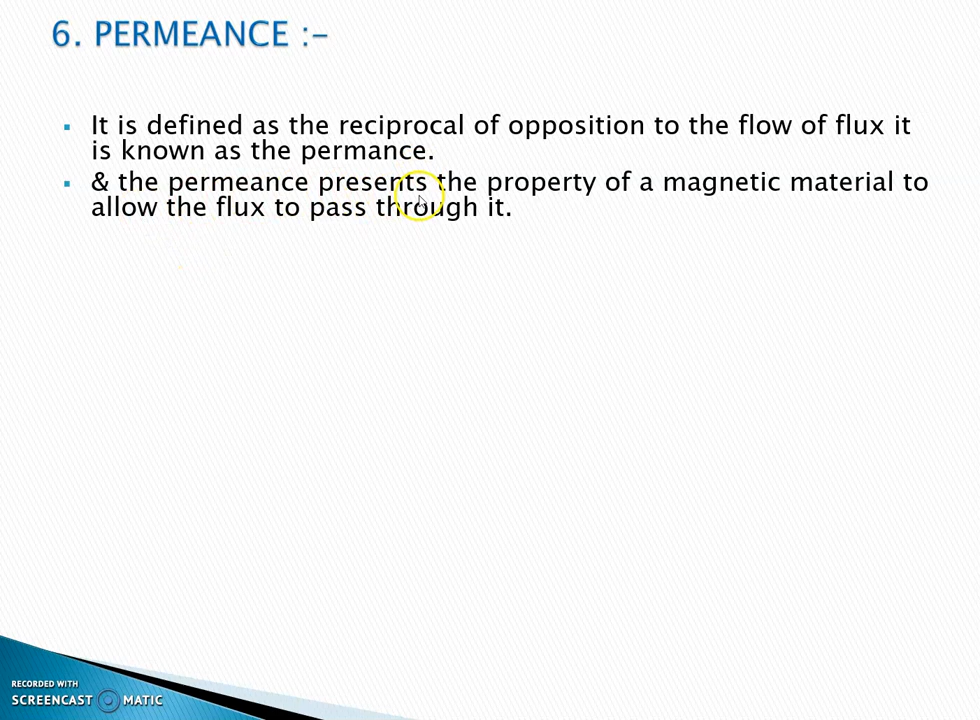 6. PERMEANCE :–
▪ It is defined as the reciprocal of opposition to the flow of flux it
is known as the permance.
▪ & the permeance presents the property of a magnetic material to
allow the flux to pass through it.
RECORDED WITH
SCREENCAST MATIC